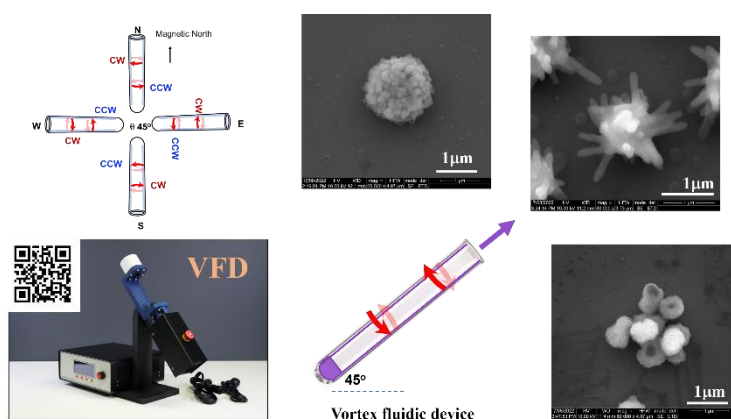 N
Magnetic North
CW
CCW
CCW
CW
W
θ 45°
E
CW
CCW
CCW
CW
S
1μm
1μm
VFD
45°
Vortex fluidic device
1μm